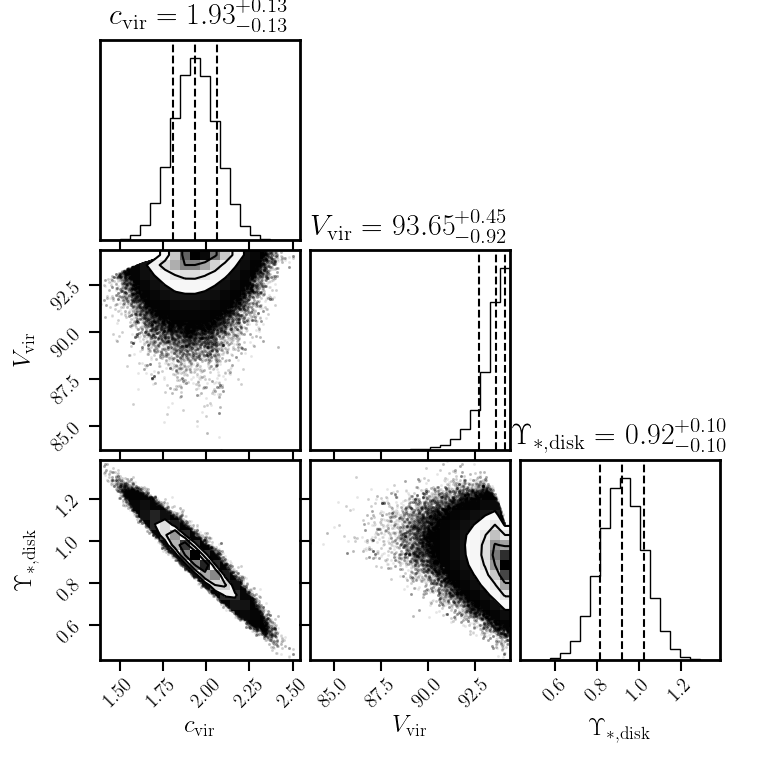 c_vir = 1.93^{+0.13}_{-0.13}
V_vir = 93.65^{+0.45}_{-0.92}
92.5
90.0
87.5
85.0
V_vir
Υ_{*,disk} = 0.92^{+0.10}_{-0.10}
1.2
1.0
0.8
0.6
Υ_{*,disk}
1.50 1.75 2.00 2.25 2.50
c_vir
85.0 87.5 90.0 92.5
V_vir
0.6 0.8 1.0 1.2
Υ_{*,disk}